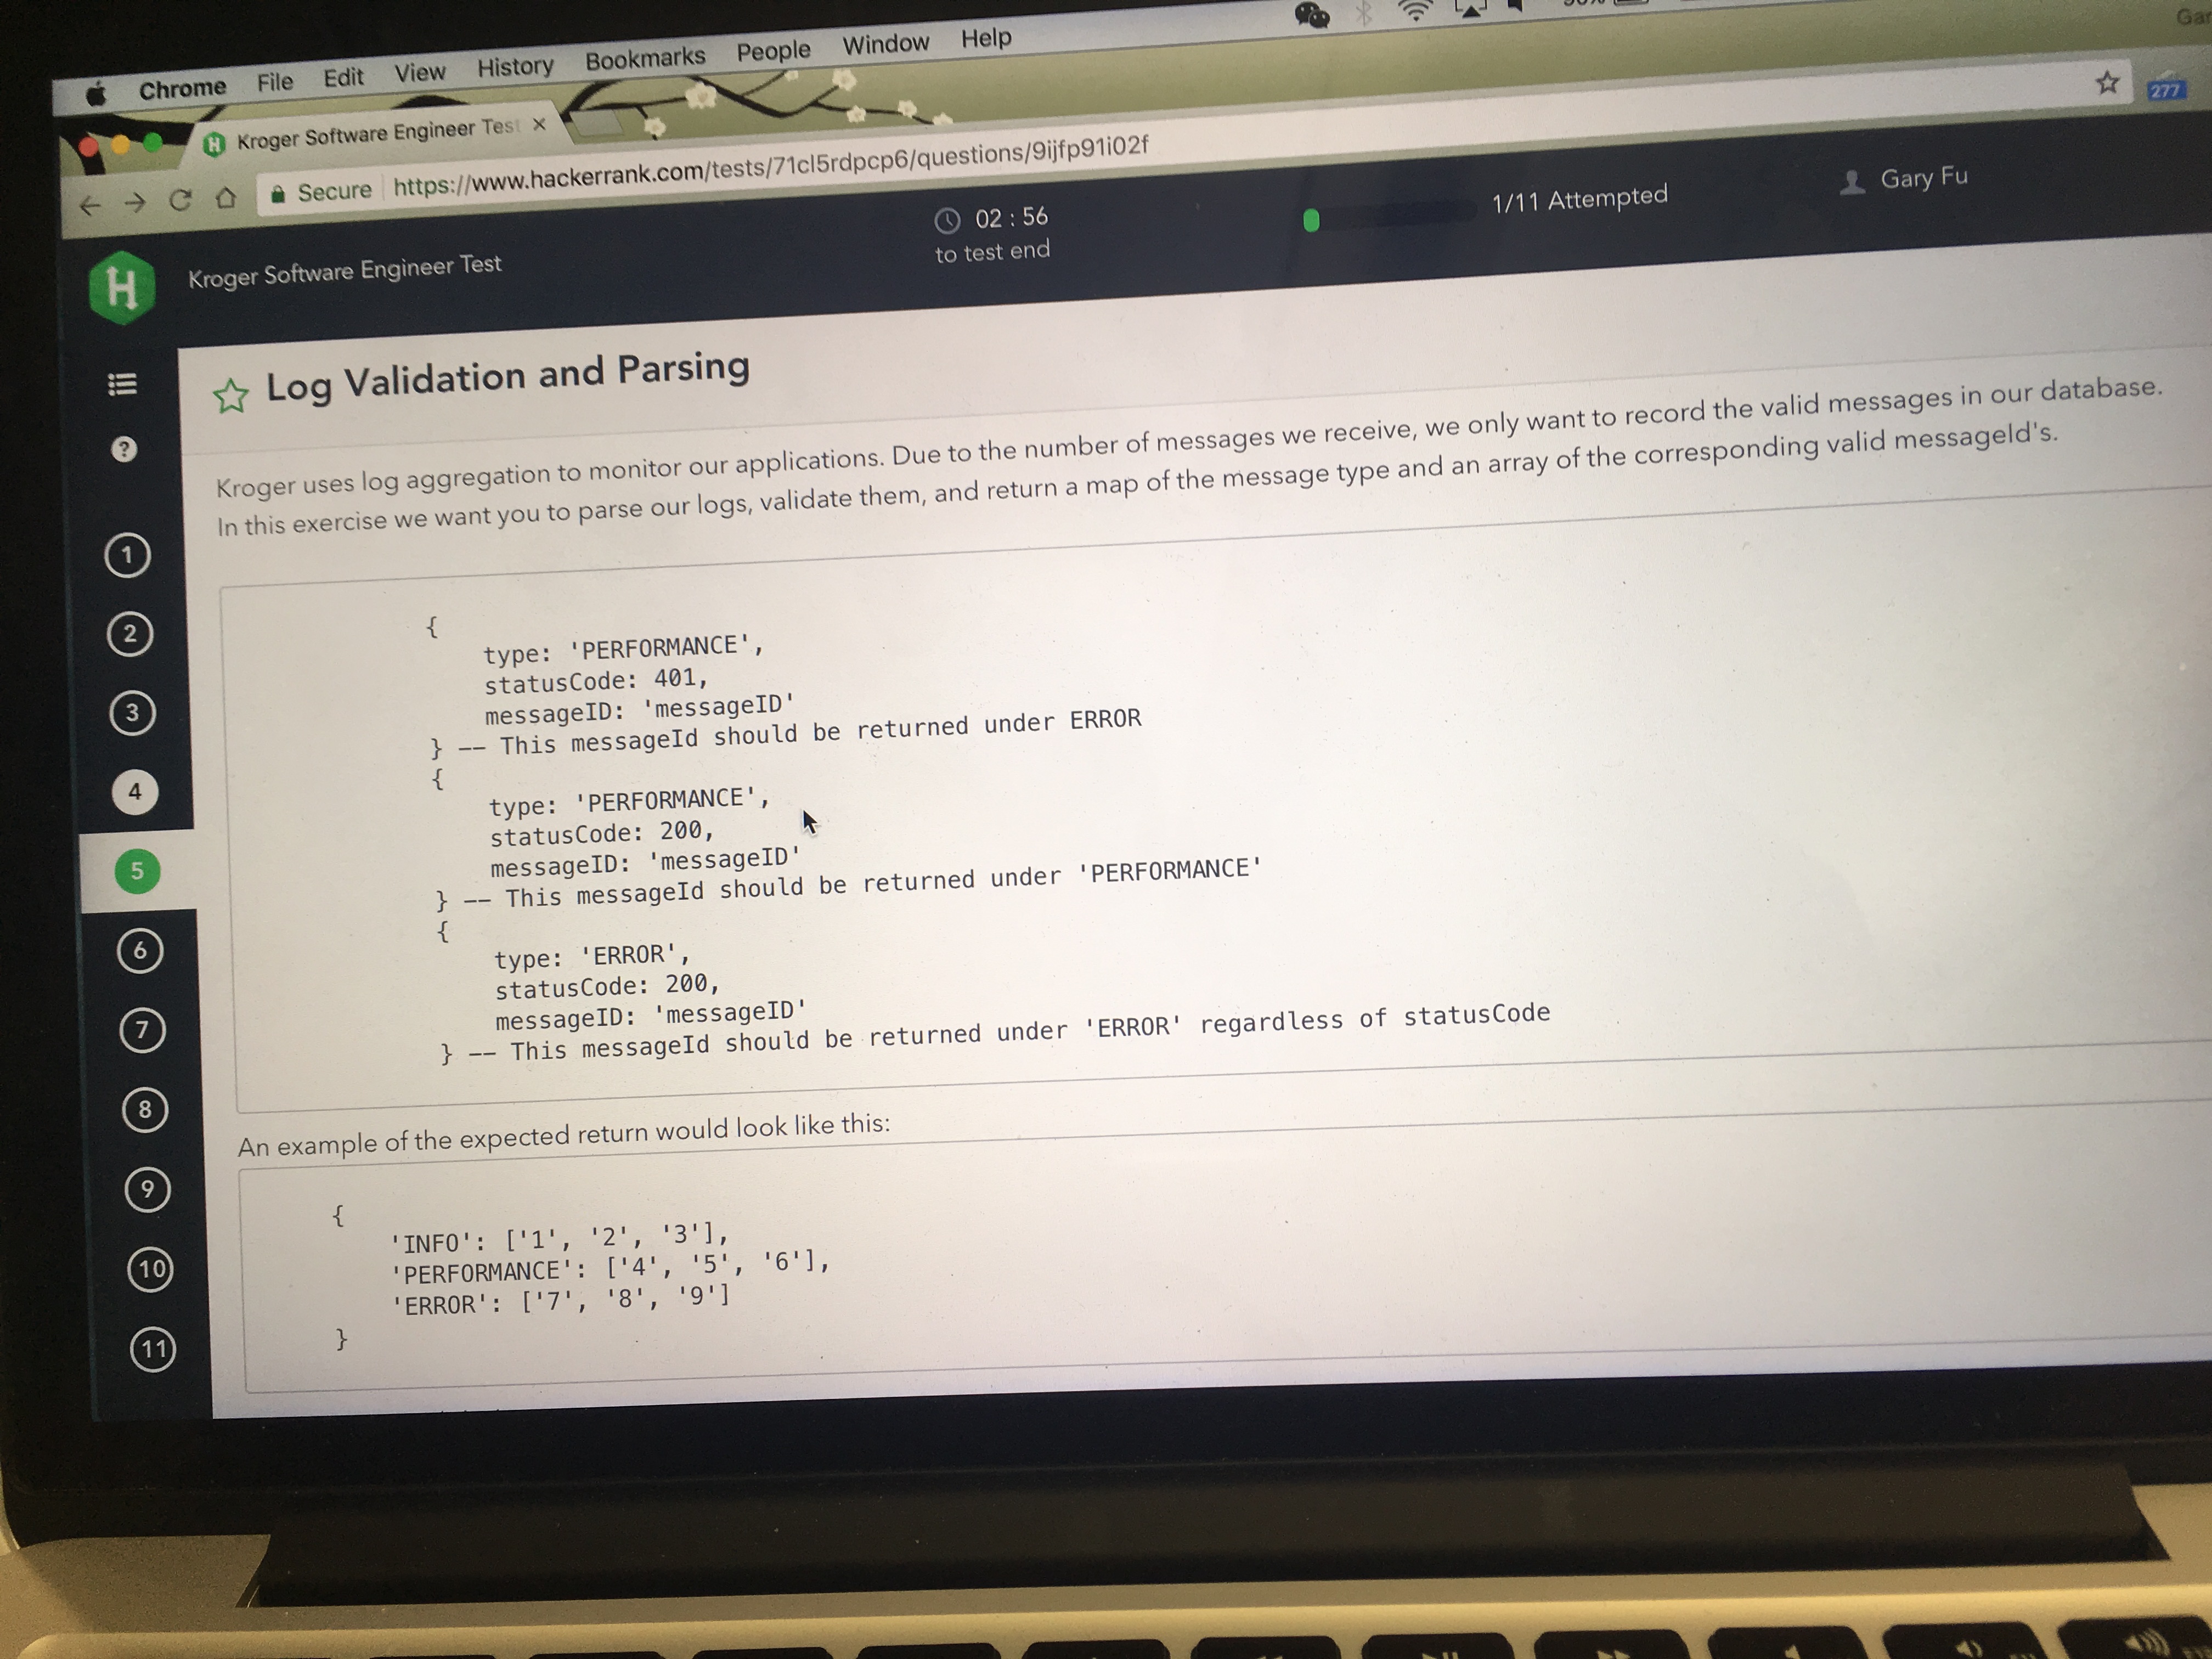 Chrome File Edit View History Bookmarks People Window Help
Kroger Software Engineer Test
277
Secure https://www.hackerrank.com/tests/71cl5rdpcp6/questions/9ijfp91i02f
H Kroger Software Engineer Test
02 : 56
to test end
1/11 Attempted
Gary Fu
Log Validation and Parsing
?
Kroger uses log aggregation to monitor our applications. Due to the number of messages we receive, we only want to record the valid messages in our database.
In this exercise we want you to parse our logs, validate them, and return a map of the message type and an array of the corresponding valid messageId's.
1
2
3
4
5
6
7
8
9
10
11
{
type: 'PERFORMANCE',
statusCode: 401,
messageID: 'messageID'
} -- This messageId should be returned under ERROR
{
type: 'PERFORMANCE',
statusCode: 200,
messageID: 'messageID'
} -- This messageId should be returned under 'PERFORMANCE'
{
type: 'ERROR',
statusCode: 200,
messageID: 'messageID'
} -- This messageId should be returned under 'ERROR' regardless of statusCode
An example of the expected return would look like this:
{
'INFO': ['1', '2', '3'],
'PERFORMANCE': ['4', '5', '6'],
'ERROR': ['7', '8', '9']
}